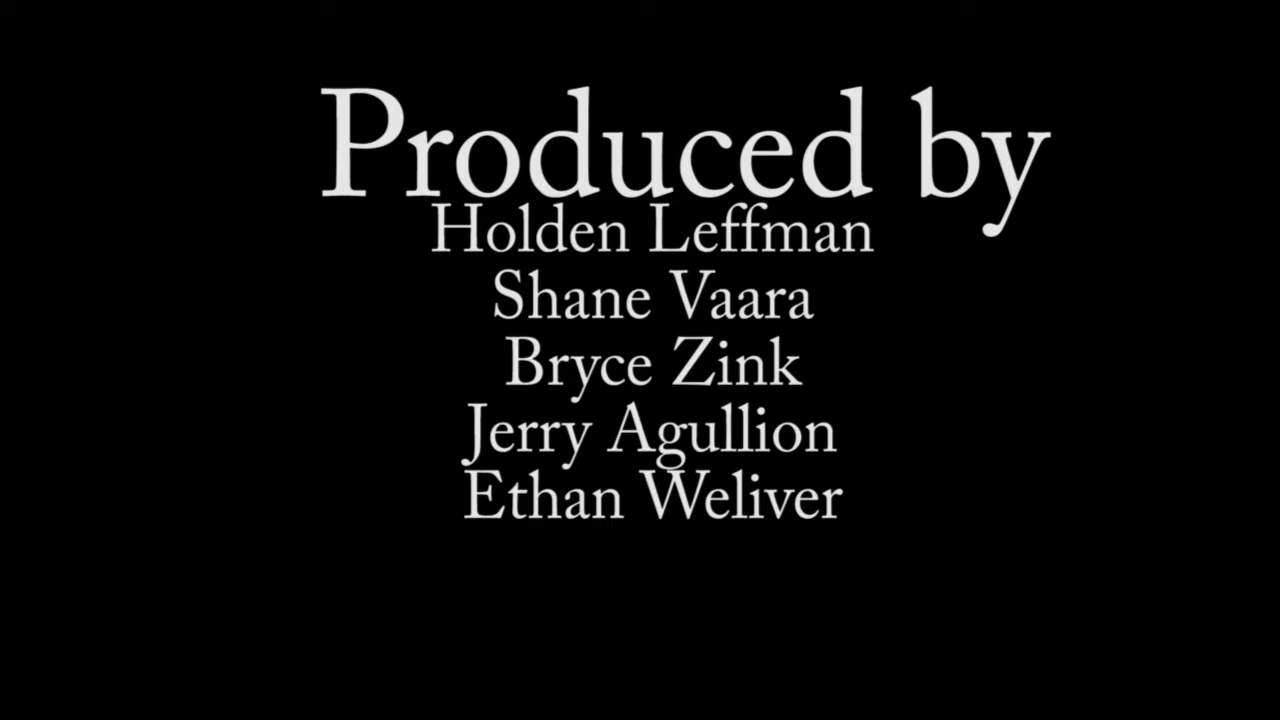 Produced by
Holden Leffman
Shane Vaara
Bryce Zink
Jerry Agullion
Ethan Weliver